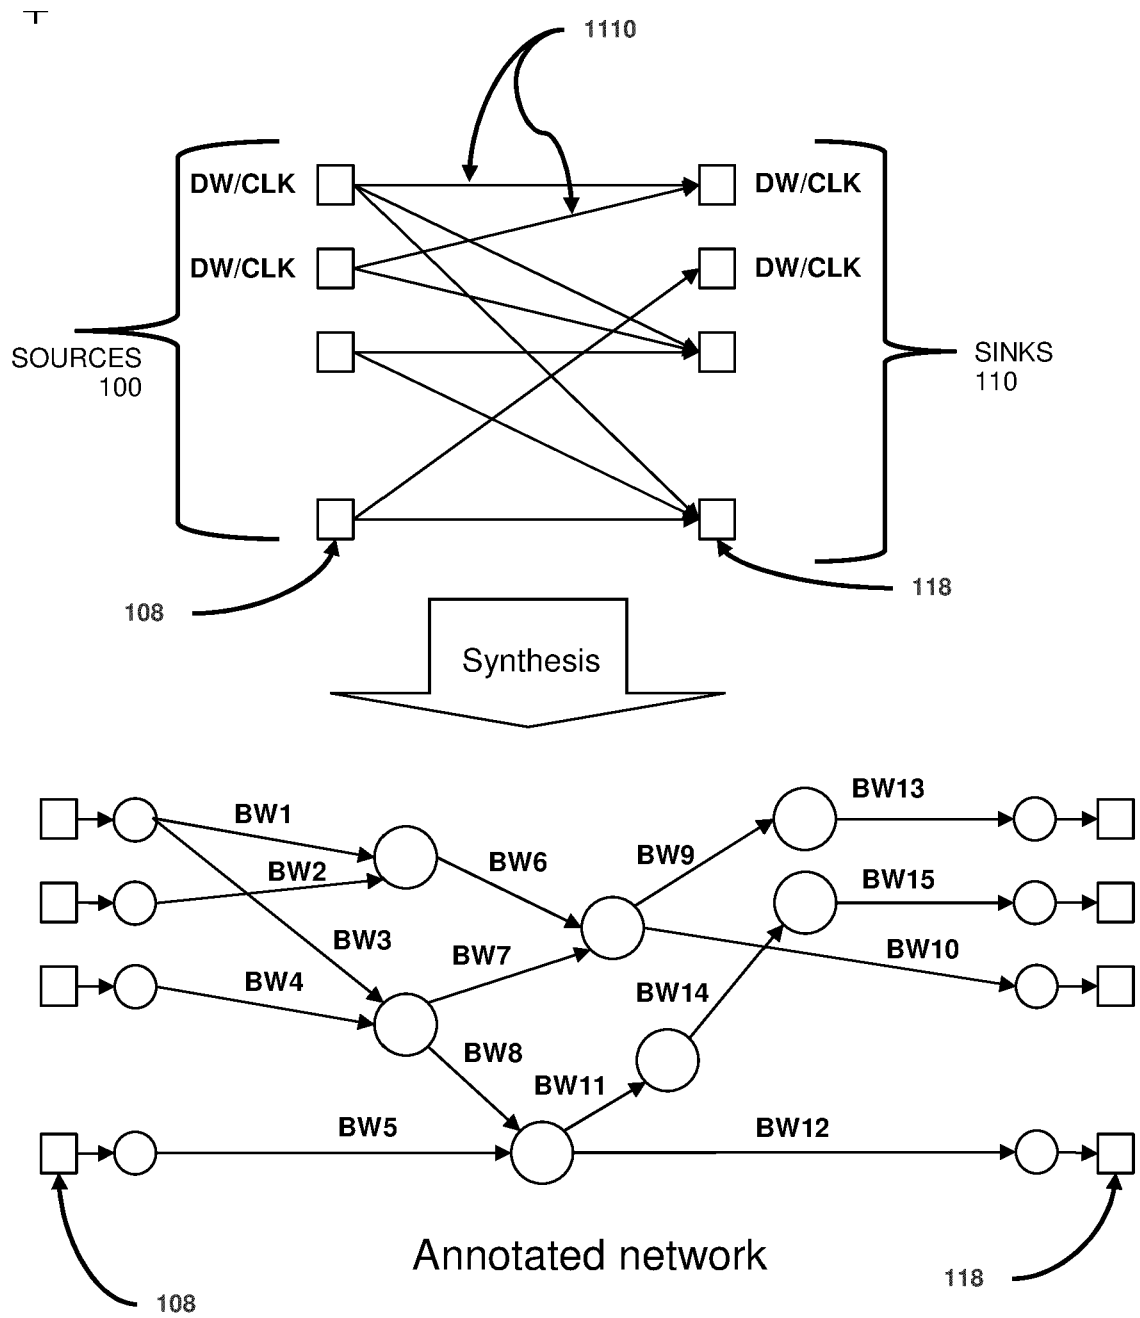 1110
DW/CLK
DW/CLK
DW/CLK
DW/CLK
SOURCES
100
SINKS
110
108
118
Synthesis
BW1
BW2
BW3
BW4
BW5
BW6
BW7
BW8
BW9
BW10
BW11
BW12
BW13
BW14
BW15
Annotated network
108
118